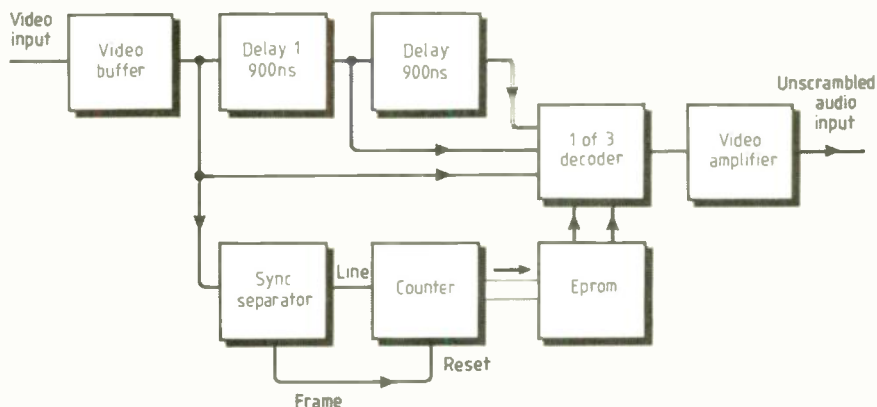 Video
input
Video
buffer
Delay 1
900ns
Delay
900ns
1 of 3
decoder
Video
amplifier
Unscrambled
audio
input
Sync
separator
Line
Counter
Eprom
Reset
Frame